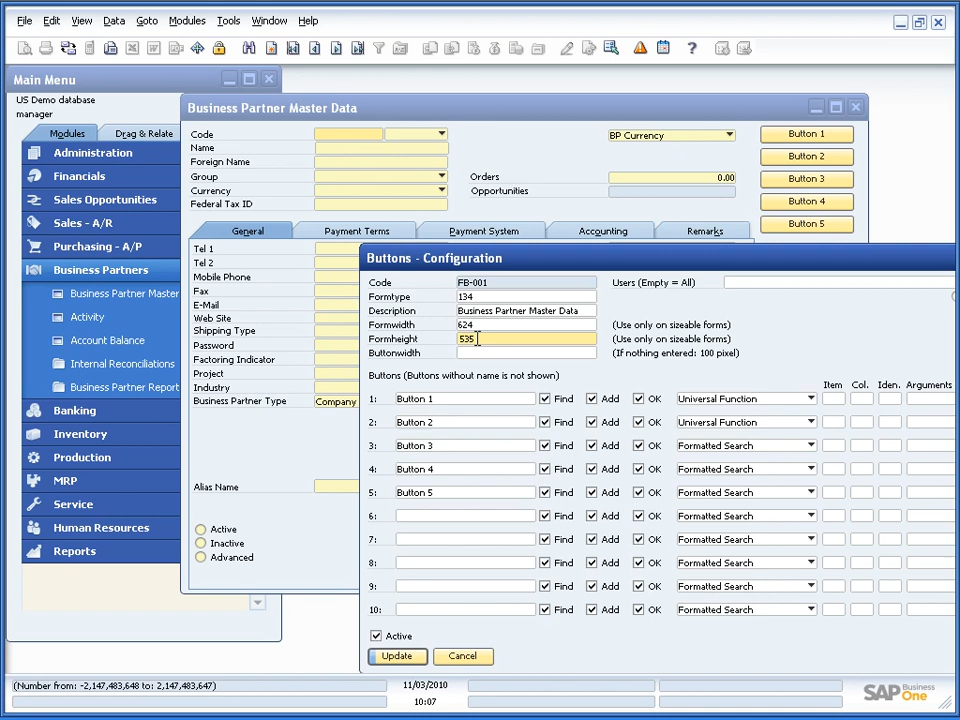 File Edit View Data Goto Modules Tools Window Help
Main Menu
US Demo database
manager
Modules Drag & Relate
Administration
Financials
Sales Opportunities
Sales - A/R
Purchasing - A/P
Business Partners
Business Partner Master
Activity
Account Balance
Internal Reconciliations
Business Partner Report
Banking
Inventory
Production
MRP
Service
Human Resources
Reports
Business Partner Master Data
Code
Name
Foreign Name
Group
Currency
Federal Tax ID
BP Currency
Orders 0.00
Opportunities
Button 1
Button 2
Button 3
Button 4
Button 5
General Payment Terms Payment System Accounting Remarks
Tel 1
Tel 2
Mobile Phone
Fax
E-Mail
Web Site
Shipping Type
Password
Factoring Indicator
Project
Industry
Business Partner Type Company
Alias Name
Active
Inactive
Advanced
Buttons - Configuration
Code FB-001 Users (Empty = All)
Formtype 134
Description Business Partner Master Data
Formwidth 624 (Use only on sizeable forms)
Formheight 535 (Use only on sizeable forms)
Buttonwidth (If nothing entered: 100 pixel)
Buttons (Buttons without name is not shown) Item Col. Iden. Arguments
1: Button 1 Find Add OK Universal Function
2: Button 2 Find Add OK Universal Function
3: Button 3 Find Add OK Formatted Search
4: Button 4 Find Add OK Formatted Search
5: Button 5 Find Add OK Formatted Search
6: Find Add OK Formatted Search
7: Find Add OK Formatted Search
8: Find Add OK Formatted Search
9: Find Add OK Formatted Search
10: Find Add OK Formatted Search
Active
Update Cancel
(Number from: -2,147,483,648 to: 2,147,483,647) 11/03/2010
10:07
SAP Business One